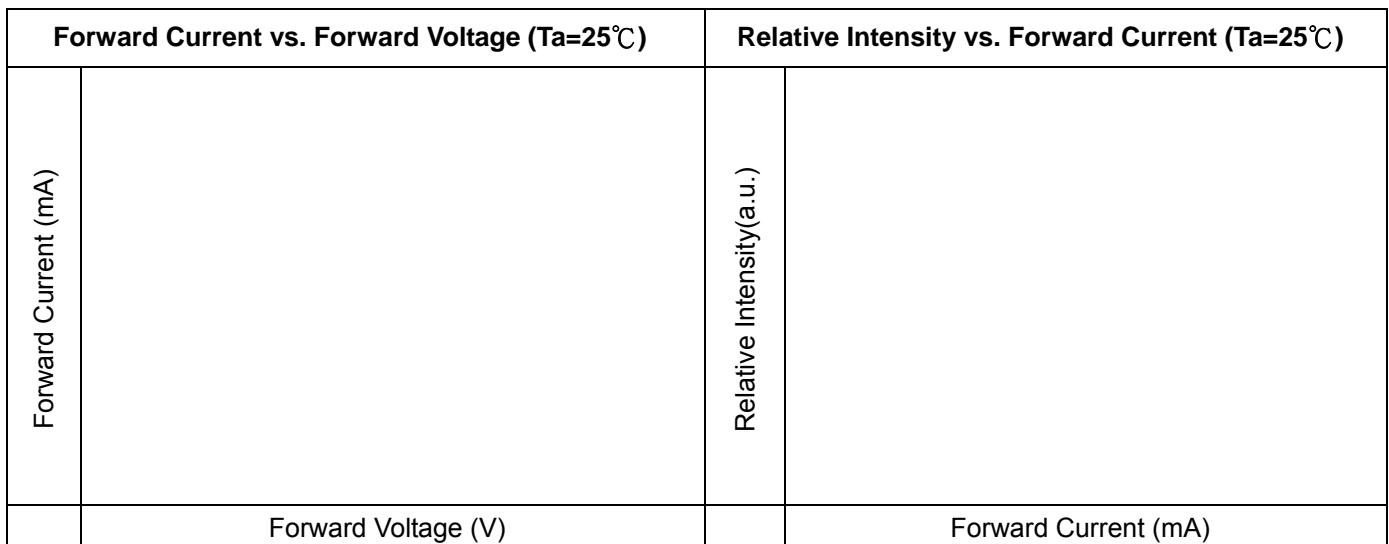 Forward Current vs. Forward Voltage (Ta=25℃)
Relative Intensity vs. Forward Current (Ta=25℃)
Forward Current (mA)
Relative Intensity(a.u.)
Forward Voltage (V)
Forward Current (mA)